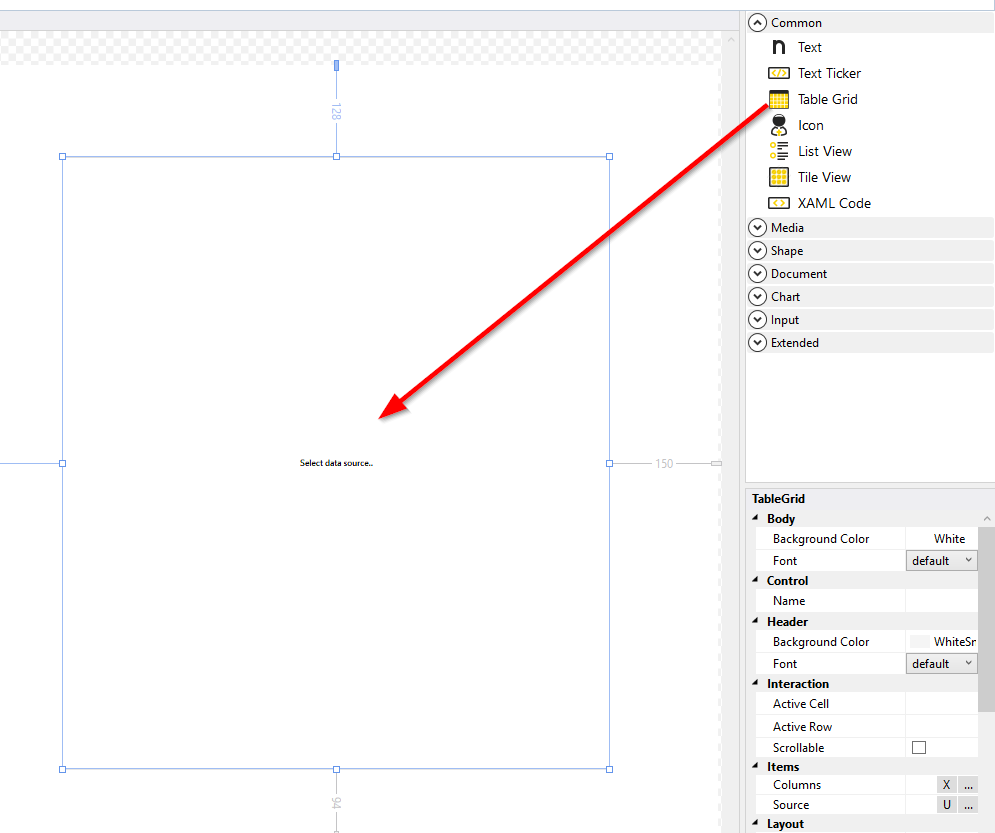 Common
Text
Text Ticker
Table Grid
Icon
List View
Tile View
XAML Code
Media
Shape
Document
Chart
Input
Extended
128
Select data source..
150
94
TableGrid
Body
Background Color White
Font default
Control
Name
Header
Background Color WhiteSr
Font default
Interaction
Active Cell
Active Row
Scrollable
Items
Columns X ...
Source U ...
Layout